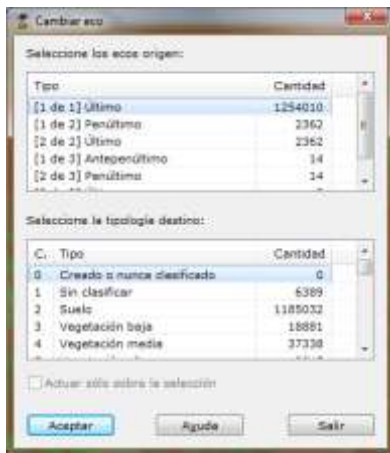 Cambiar eco
Seleccione los ecos origen:
Tipo Cantidad
[1 de 1] Último 1254010
[1 de 2] Penúltimo 2362
[2 de 2] Último 2362
[1 de 3] Antepenúltimo 14
[2 de 3] Penúltimo 14
Seleccione la tipología destino:
C. Tipo Cantidad
0 Creado o nunca clasificado 0
1 Sin clasificar 6389
2 Suelo 1185032
3 Vegetación baja 18881
4 Vegetación media 37338
Actuar sólo sobre la selección
Aceptar Ayuda Salir